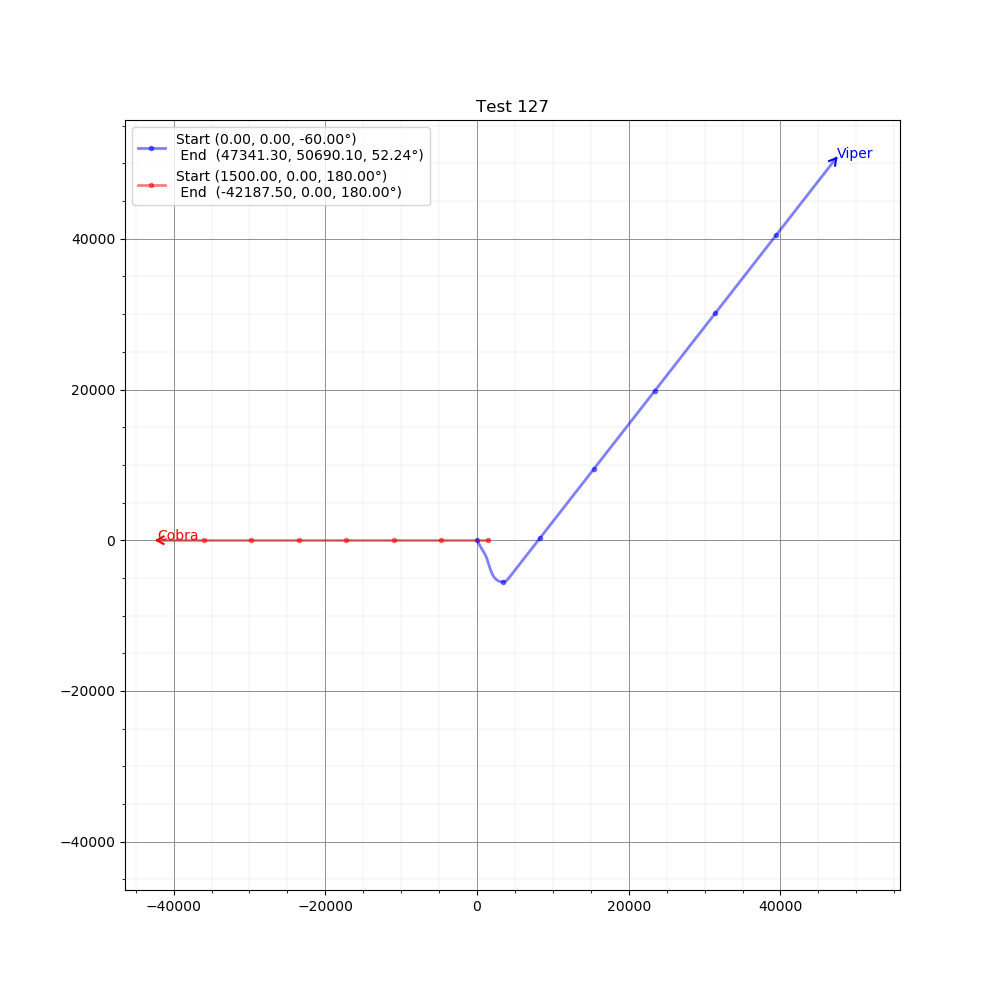 Test 127
Start (0.00, 0.00, -60.00°)
End (47341.30, 50690.10, 52.24°)
Start (1500.00, 0.00, 180.00°)
End (-42187.50, 0.00, 180.00°)
Viper
Cobra
40000
20000
0
−20000
−40000
−40000
−20000
0
20000
40000